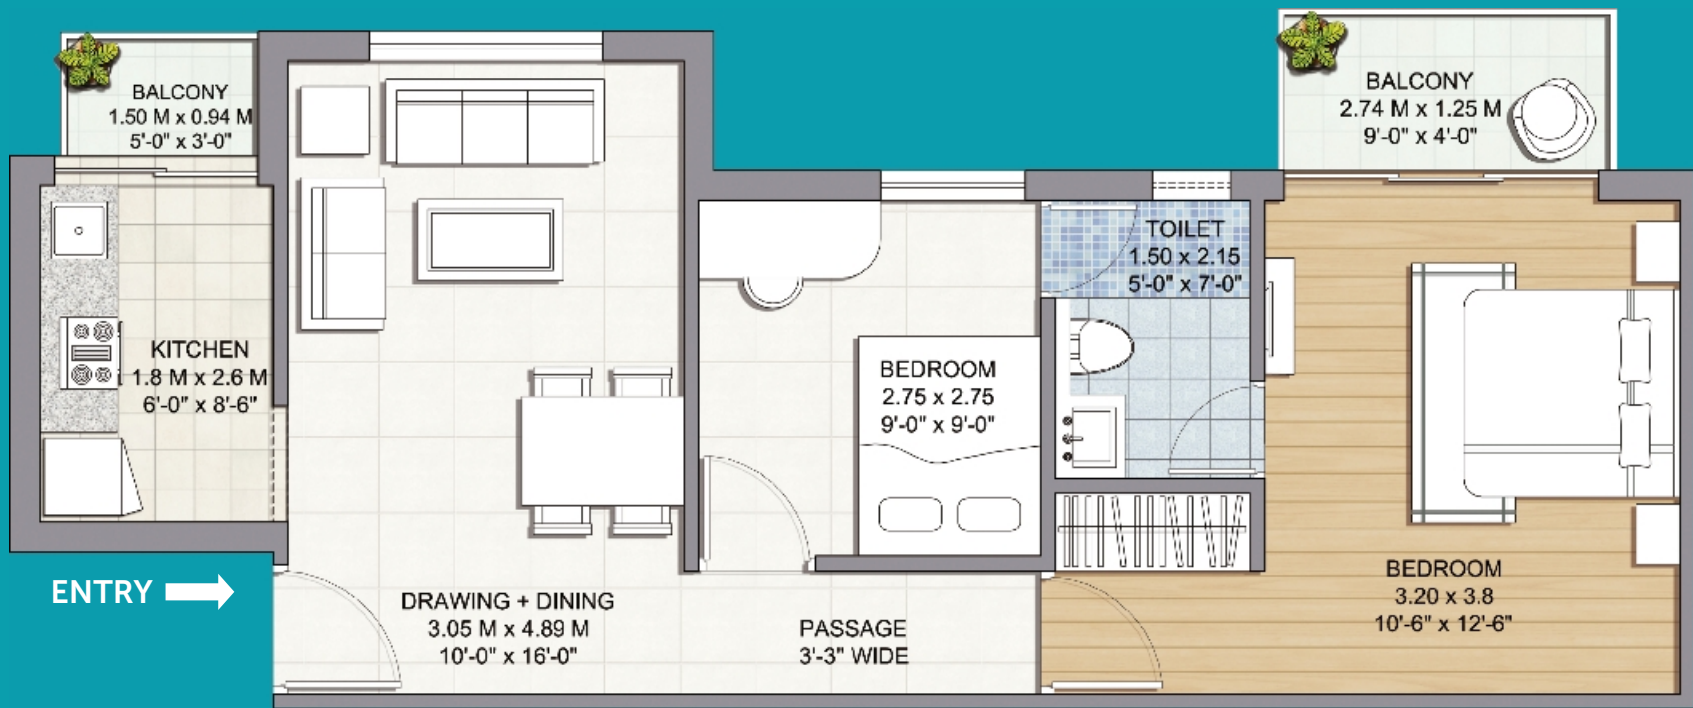 BALCONY
1.50 M x 0.94 M
5'-0" x 3'-0"
BALCONY
2.74 M x 1.25 M
9'-0" x 4'-0"
TOILET
1.50 x 2.15
5'-0" x 7'-0"
KITCHEN
1.8 M x 2.6 M
6'-0" x 8'-6"
BEDROOM
2.75 x 2.75
9'-0" x 9'-0"
ENTRY
DRAWING + DINING
3.05 M x 4.89 M
10'-0" x 16'-0"
PASSAGE
3'-3" WIDE
BEDROOM
3.20 x 3.8
10'-6" x 12'-6"